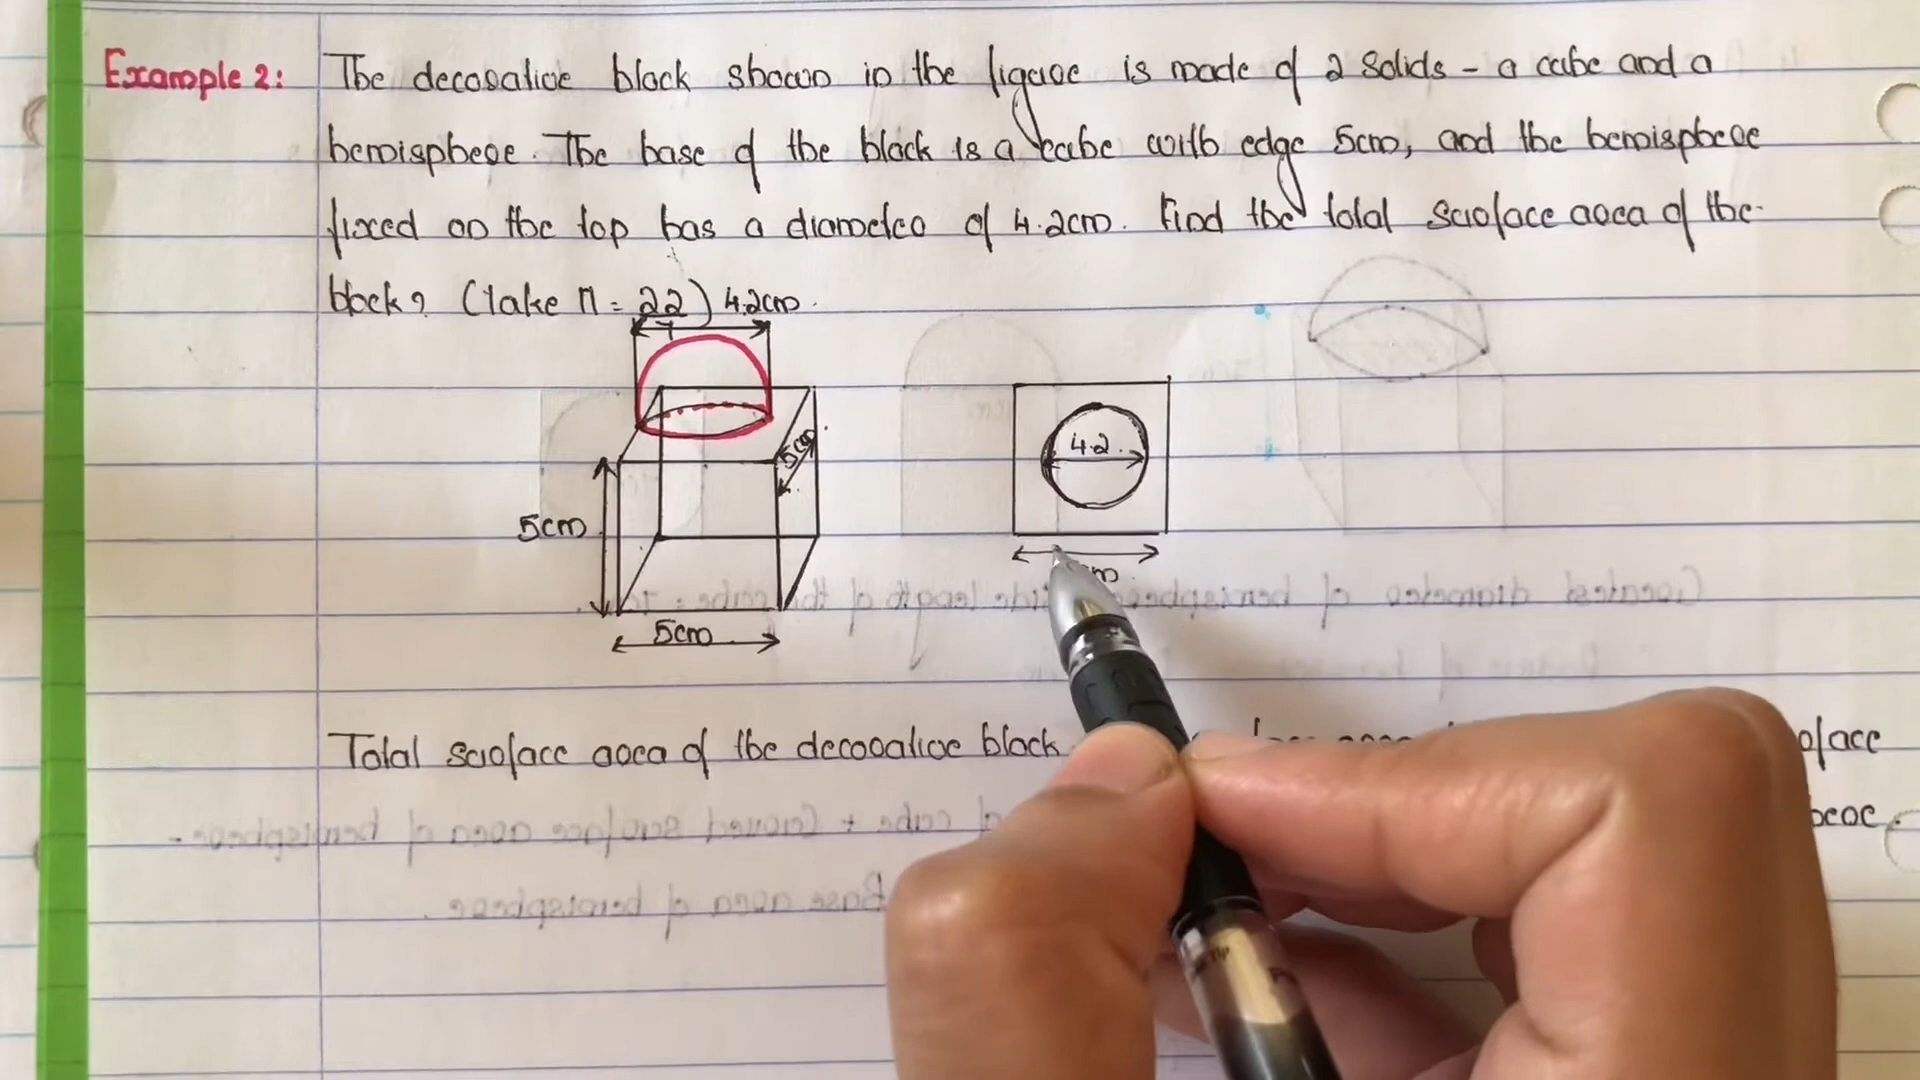 Example 2: The decorative block shown in the figure is made of 2 solids - a cube and a
hemisphere. The base of the block is a cube with edge 5cm, and the hemisphere
fixed on the top has a diameter of 4.2cm. Find the total surface area of the
block? (take π = 22/7) 4.2cm.
5cm
4.2
5cm
cm
5cm
Total surface area of the decorative block